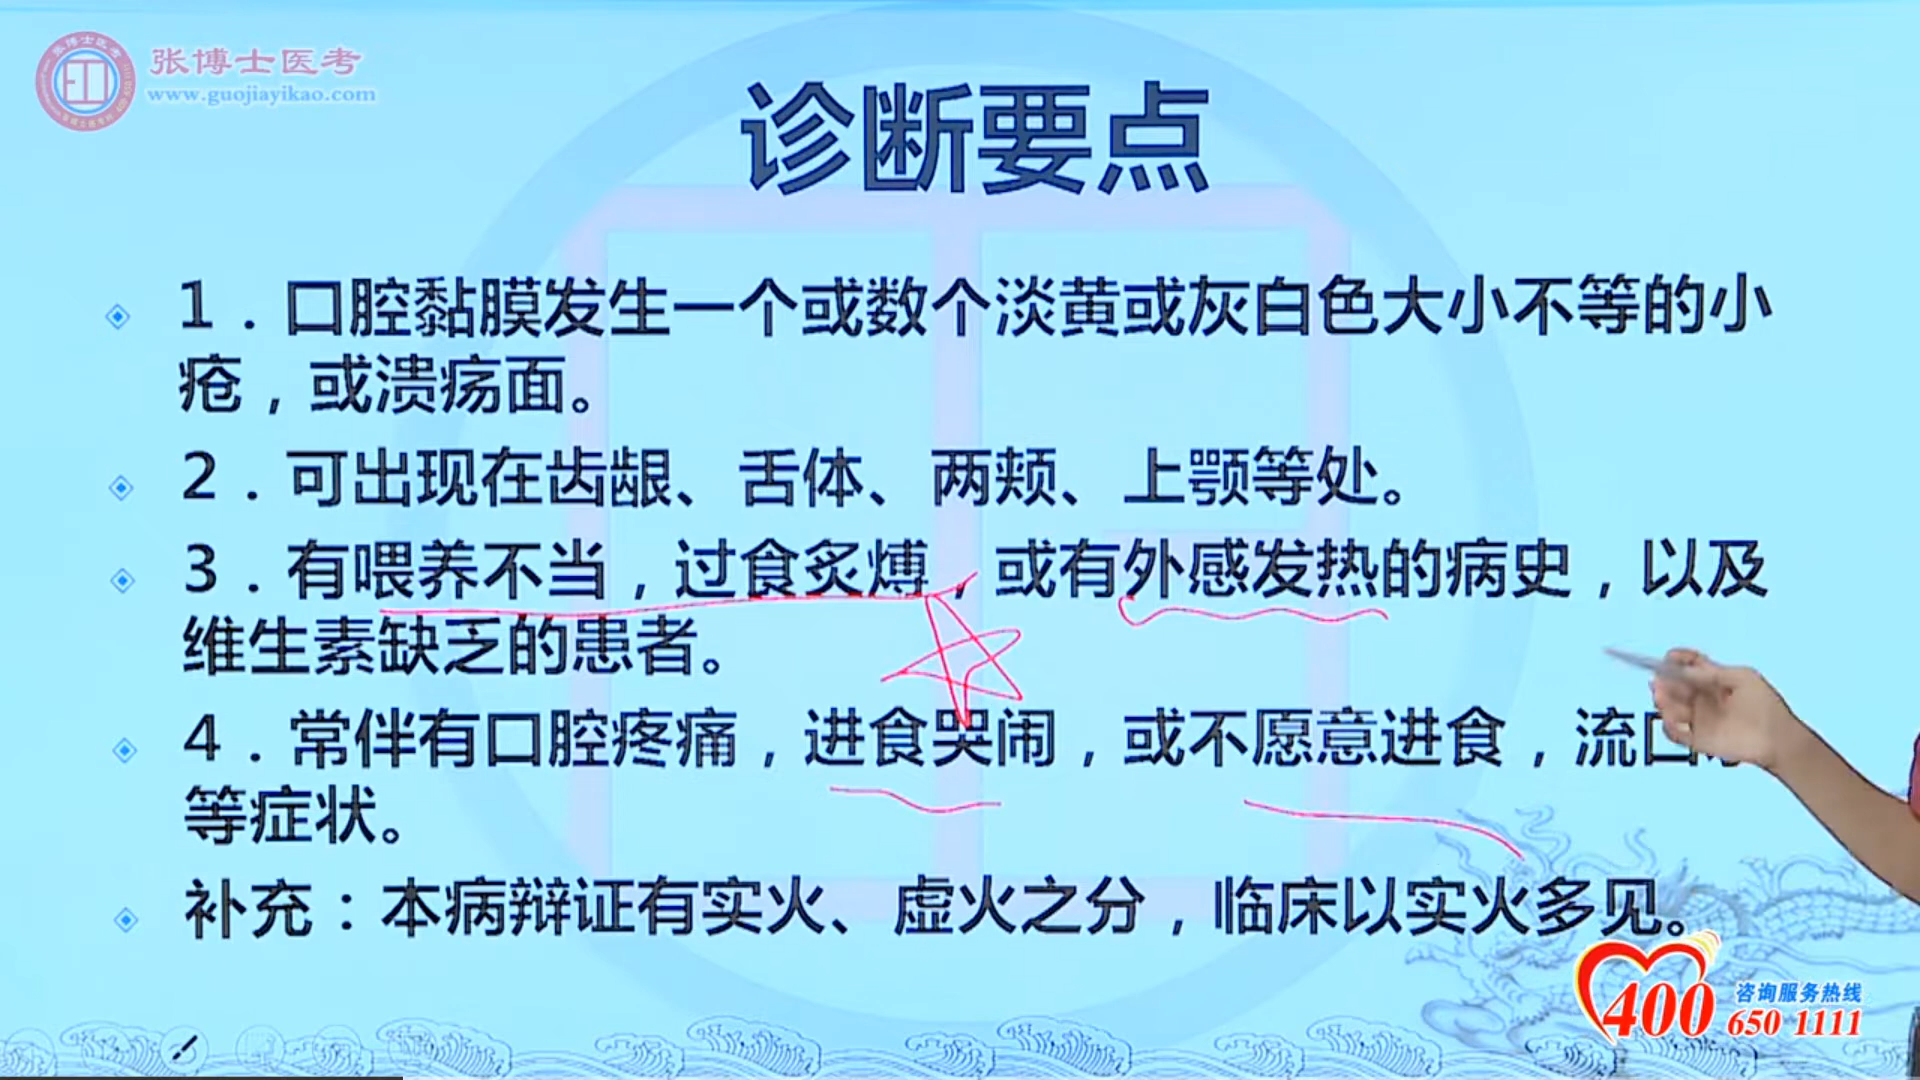 张博士医考
www.guojiayikao.com
诊断要点
1．口腔黏膜发生一个或数个淡黄或灰白色大小不等的小
疮，或溃疡面。
2．可出现在齿龈、舌体、两颊、上颚等处。
3．有喂养不当，过食炙煿，或有外感发热的病史，以及
维生素缺乏的患者。
4．常伴有口腔疼痛，进食哭闹，或不愿意进食，流口
等症状。
补充：本病辩证有实火、虚火之分，临床以实火多见。
咨询服务热线
400 650 1111